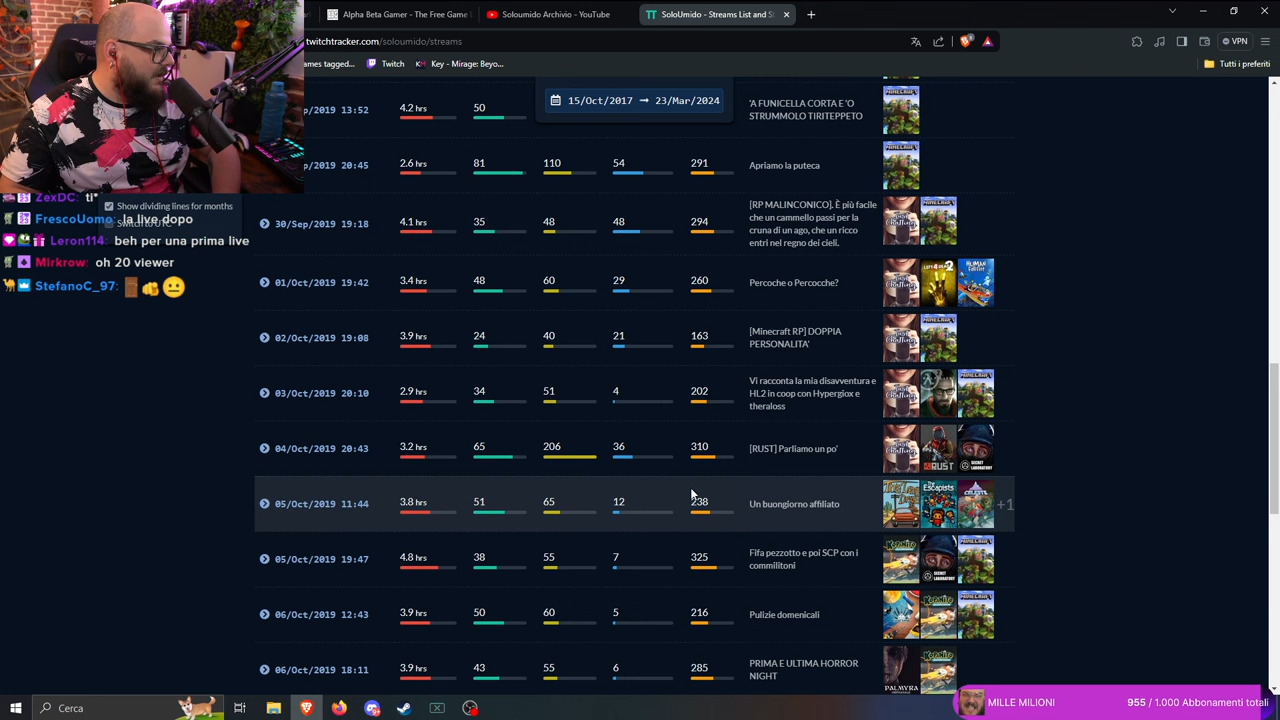 Alpha Beta Gamer - The Free Gam
Soloumido Archivio - YouTube
SoloUmido - Streams List and St
twitchtracker.com/soloumido/streams
VPN
ames tagged...
Twitch
Key - Mirage: Beyo...
Tutti i preferiti
15/Oct/2017 → 23/Mar/2024
2019 13:52 4.2 hrs 50
'A FUNICELLA CORTA E 'O
STRUMMOLO TIRITEPPETO
2019 20:45 2.6 hrs 81 110 54 291 Apriamo la puteca
ZexDC: ti*
Show dividing lines for months
FrescoUomo: la live dopo
Leron114: beh per una prima live
Mirkrow: oh 20 viewer
StefanoC_97: 🚪🫵😐
30/Sep/2019 19:18 4.1 hrs 35 48 48 294
[RP MALINCONICO]. È più facile
che un cammello passi per la
cruna di un ago, che un ricco
entri nel regno dei cieli.
01/Oct/2019 19:42 3.4 hrs 48 60 29 260 Percoche o Percocche?
02/Oct/2019 19:08 3.9 hrs 24 40 21 163
[Minecraft RP] DOPPIA
PERSONALITA'
03/Oct/2019 20:10 2.9 hrs 34 51 4 202
Vi racconta la mia disavventura e
HL2 in coop con Hypergiox e
theraloss
04/Oct/2019 20:43 3.2 hrs 65 206 36 310 [RUST] Parliamo un po'
RUST
/Oct/2019 11:44 3.8 hrs 51 65 12 238 Un buongiorno affiliato
+1
05/Oct/2019 19:47 4.8 hrs 38 55 7 325
Fifa pezzotto e poi SCP con i
commilitoni
06/Oct/2019 12:43 3.9 hrs 50 60 5 216 Pulizie domenicali
06/Oct/2019 18:11 3.9 hrs 43 55 6 285
PRIMA E ULTIMA HORROR
NIGHT
PALMYRA
Cerca
MILLE MILIONI
955 / 1.000 Abbonamenti totali